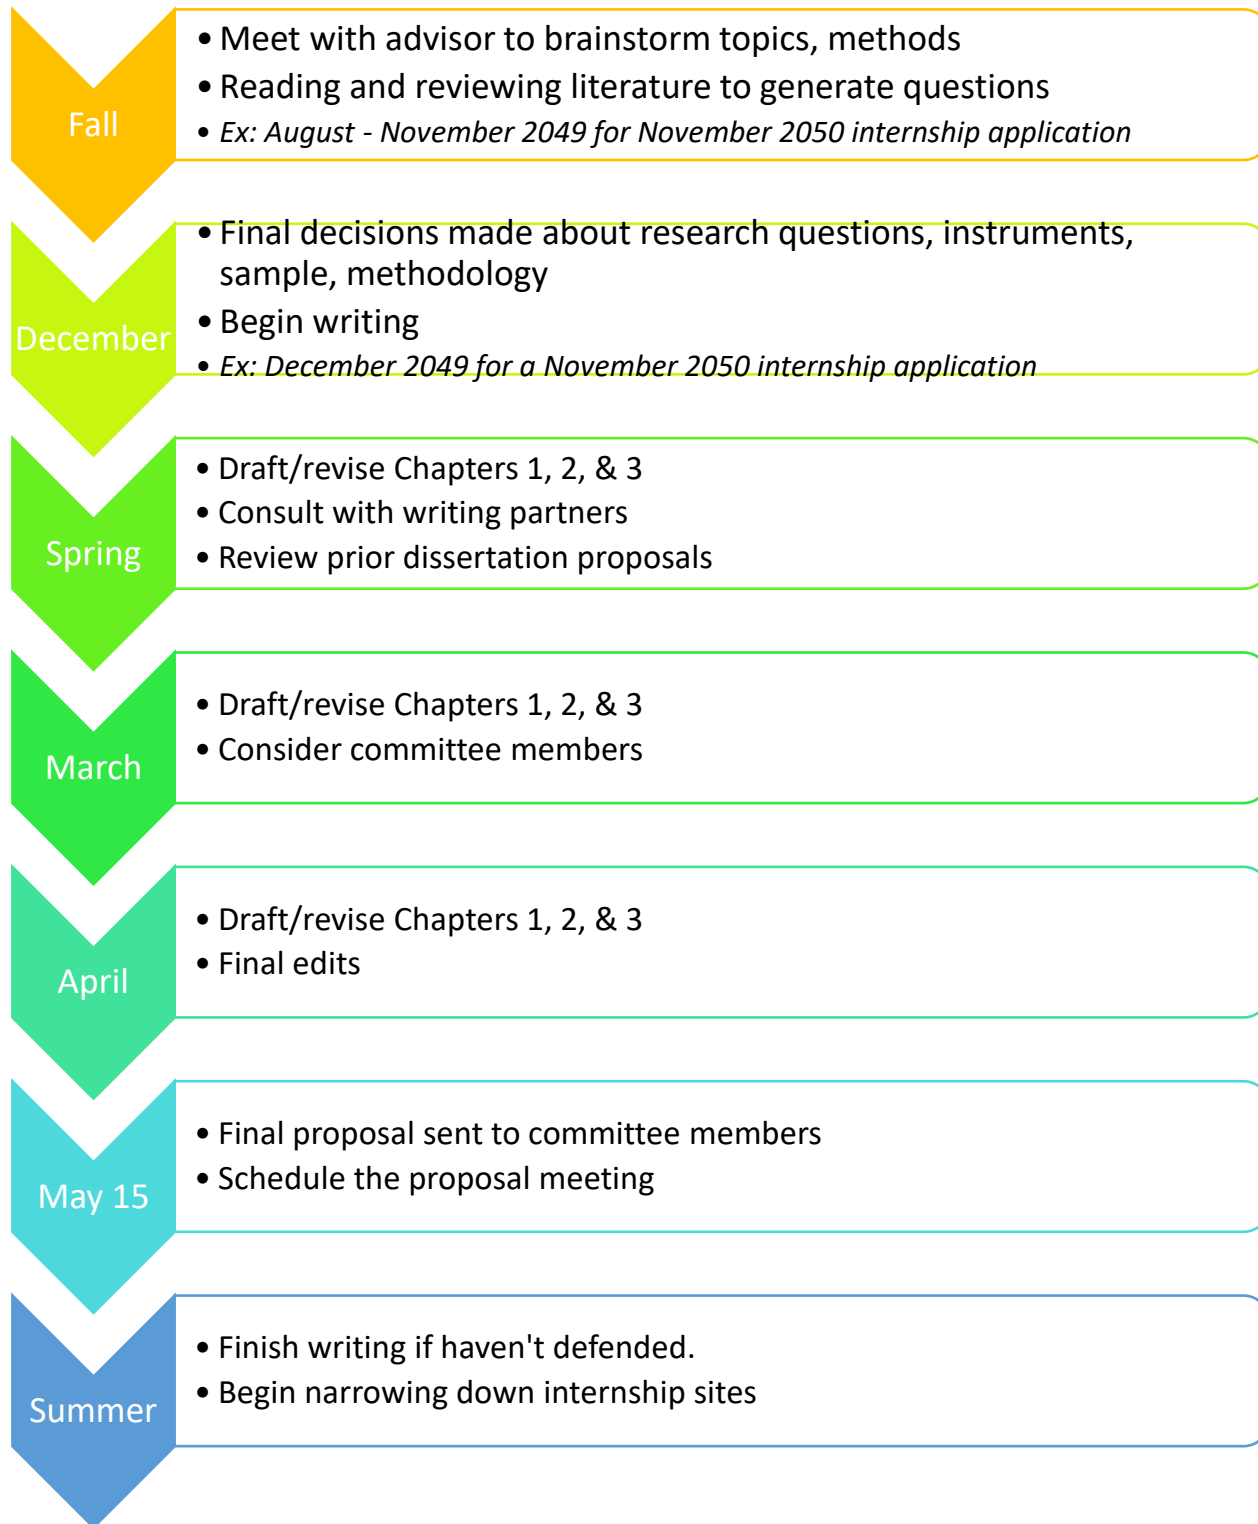 Fall
• Meet with advisor to brainstorm topics, methods
• Reading and reviewing literature to generate questions
• Ex: August - November 2049 for November 2050 internship application
December
• Final decisions made about research questions, instruments,
sample, methodology
• Begin writing
• Ex: December 2049 for a November 2050 internship application
Spring
• Draft/revise Chapters 1, 2, & 3
• Consult with writing partners
• Review prior dissertation proposals
March
• Draft/revise Chapters 1, 2, & 3
• Consider committee members
April
• Draft/revise Chapters 1, 2, & 3
• Final edits
May 15
• Final proposal sent to committee members
• Schedule the proposal meeting
Summer
• Finish writing if haven't defended.
• Begin narrowing down internship sites